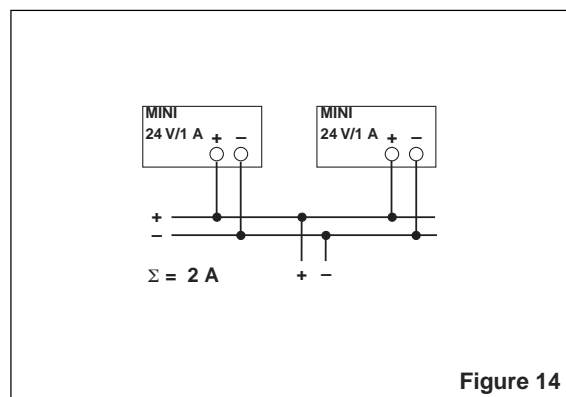 MINI
24 V/1 A + –
MINI
24 V/1 A + –
+
–
Σ = 2 A
+ –
Figure 14